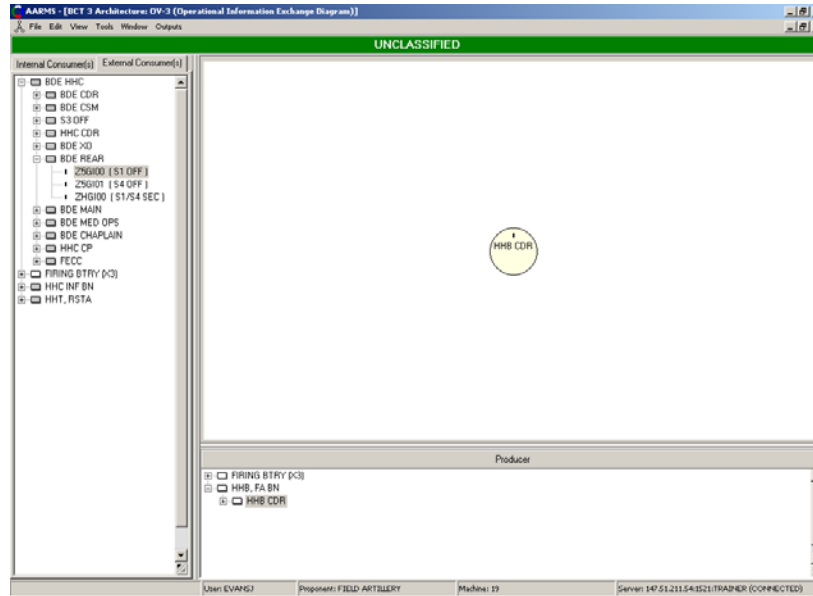 AARMS - [BCT 3 Architecture: OV-3 (Operational Information Exchange Diagram)]
File Edit View Tools Window Outputs
UNCLASSIFIED
Internal Consumer(s) External Consumer(s)
BDE HHC
BDE CDR
BDE CSM
S3 OFF
HHC CDR
BDE XO
BDE REAR
Z5GI00 ( S1 OFF )
Z5GI01 ( S4 OFF )
ZHGI00 ( S1/S4 SEC )
BDE MAIN
BDE MED OPS
BDE CHAPLAIN
HHC CP
FECC
FIRING BTRY (X3)
HHC INF BN
HHT, RSTA
HHB CDR
Producer
FIRING BTRY (X3)
HHB, FA BN
HHB CDR
User: EVANSJ Proponent: FIELD ARTILLERY Machine: 19 Server: 147.51.211.54:1521:TRAINER (CONNECTED)